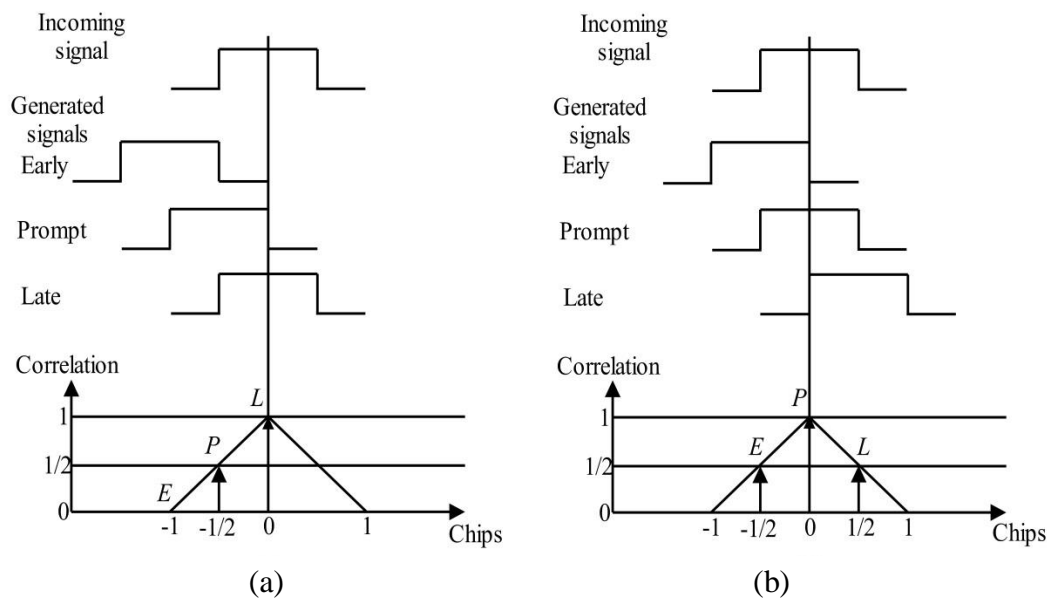 Incoming
signal
Generated
signals
Early
Prompt
Late
Correlation
L
1
P
1/2
E
0
-1 -1/2 0 1 Chips
(a)
Incoming
signal
Generated
signals
Early
Prompt
Late
Correlation
P
1
E L
1/2
0
-1 -1/2 0 1/2 1 Chips
(b)